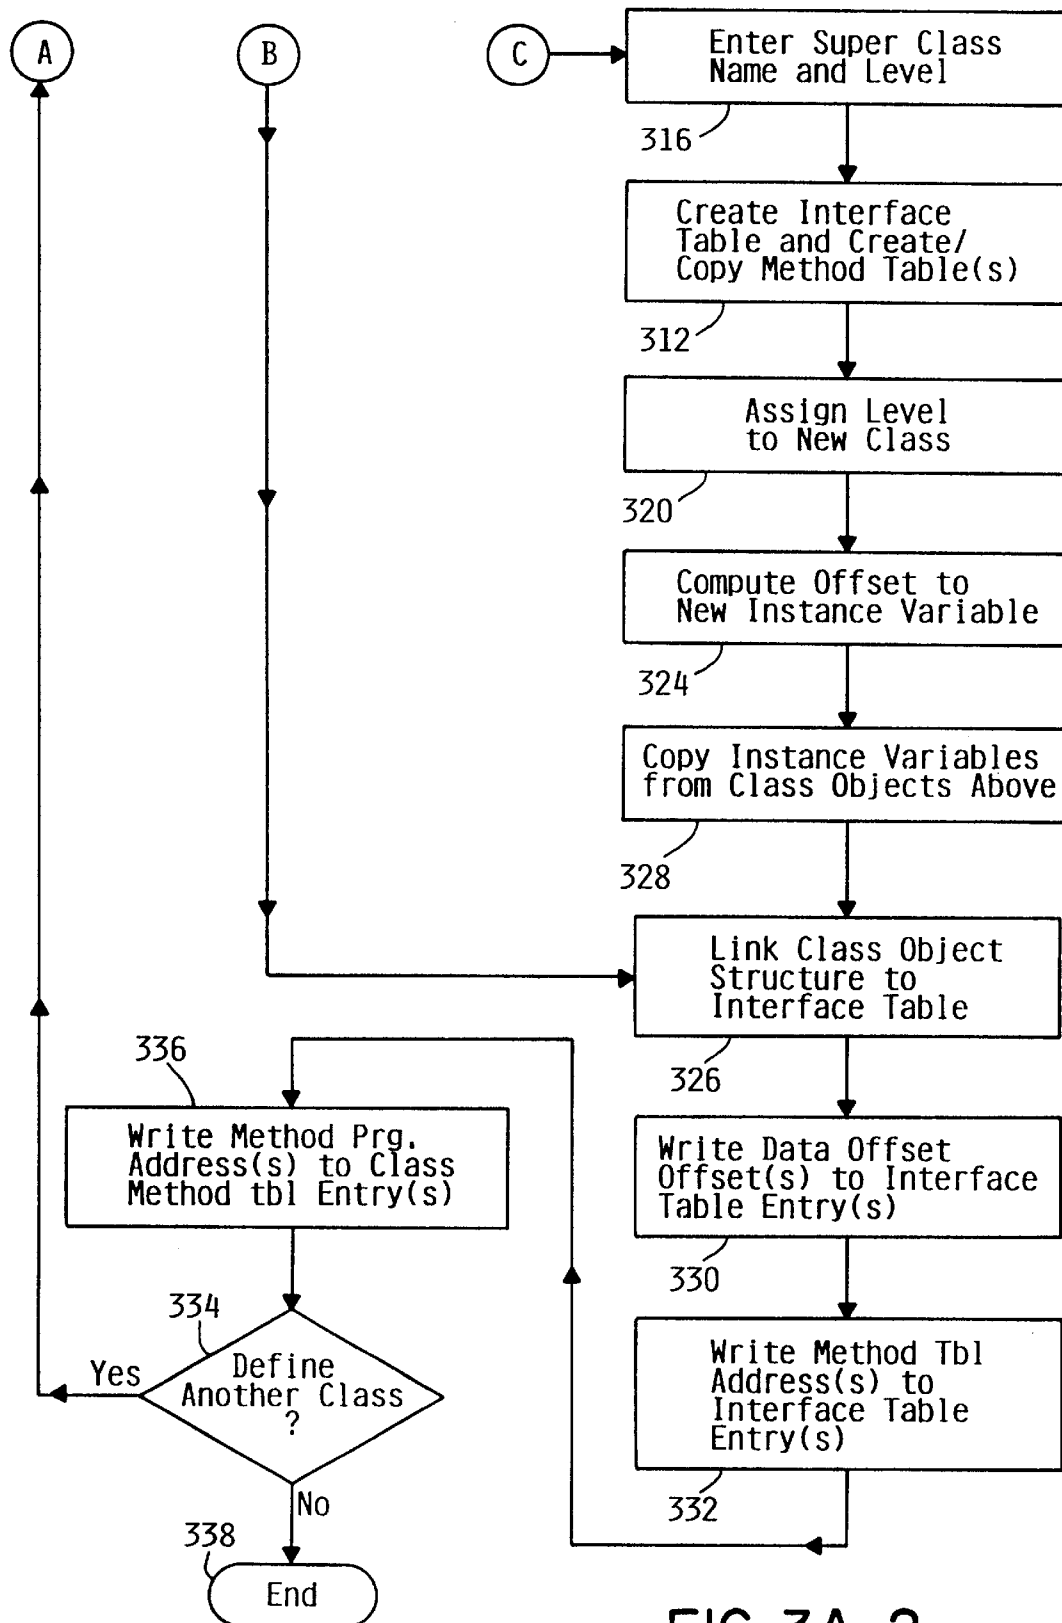 A
B
C
Enter Super Class
Name and Level
316
Create Interface
Table and Create/
Copy Method Table(s)
312
Assign Level
to New Class
320
Compute Offset to
New Instance Variable
324
Copy Instance Variables
from Class Objects Above
328
Link Class Object
Structure to
Interface Table
326
Write Data Offset
Offset(s) to Interface
Table Entry(s)
330
Write Method Tbl
Address(s) to
Interface Table
Entry(s)
332
336
Write Method Prg.
Address(s) to Class
Method tbl Entry(s)
334
Define
Another Class
?
Yes
No
338
End
FIG. 3A-2